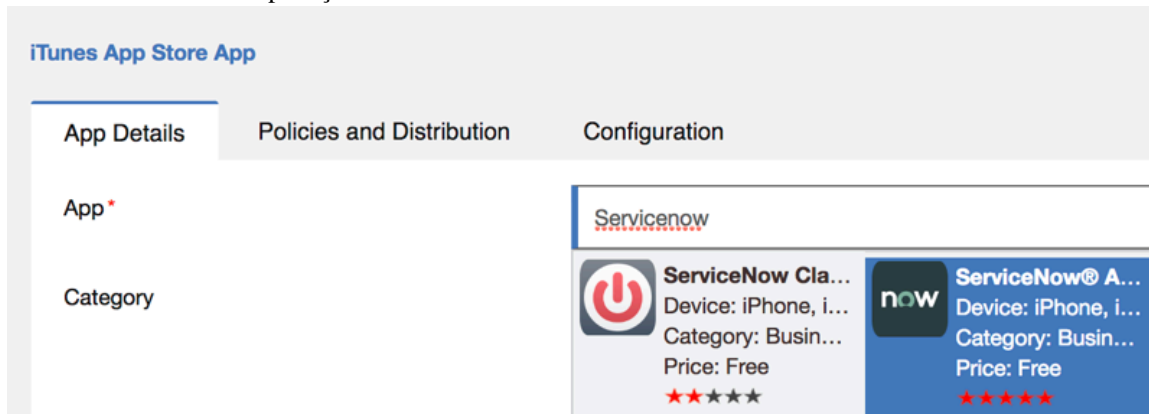 iTunes App Store App
App Details Policies and Distribution Configuration
App*
Servicenow
Category
ServiceNow Cla...
Device: iPhone, i...
Category: Busin...
Price: Free
now
ServiceNow® A...
Device: iPhone, i...
Category: Busin...
Price: Free